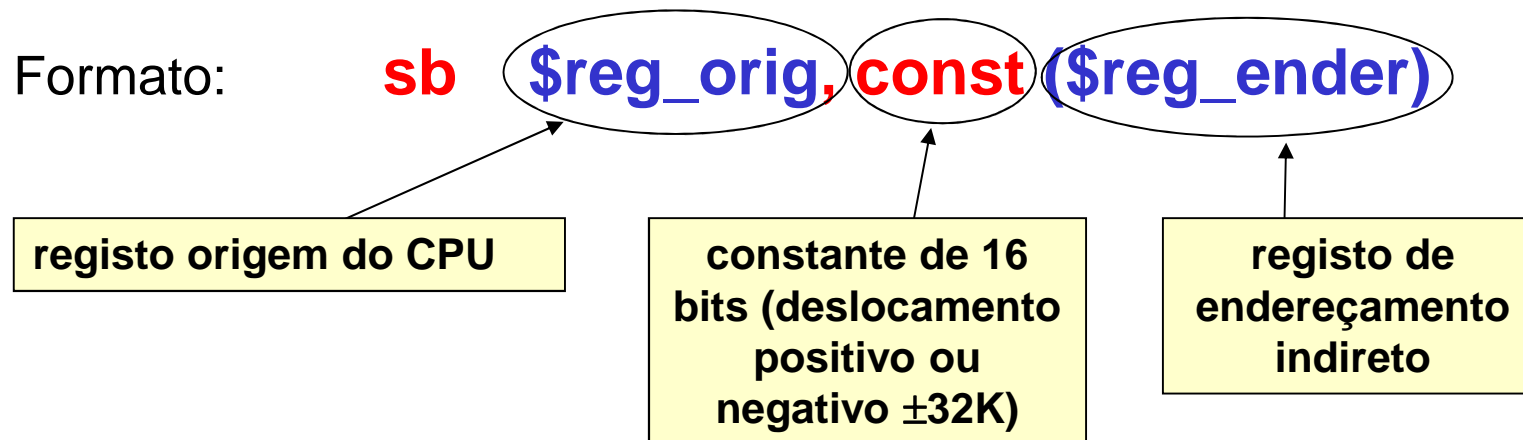 Formato: sb $reg_orig, const ($reg_ender)
registo origem do CPU
constante de 16
bits (deslocamento
positivo ou
negativo ±32K)
registo de
endereçamento
indireto